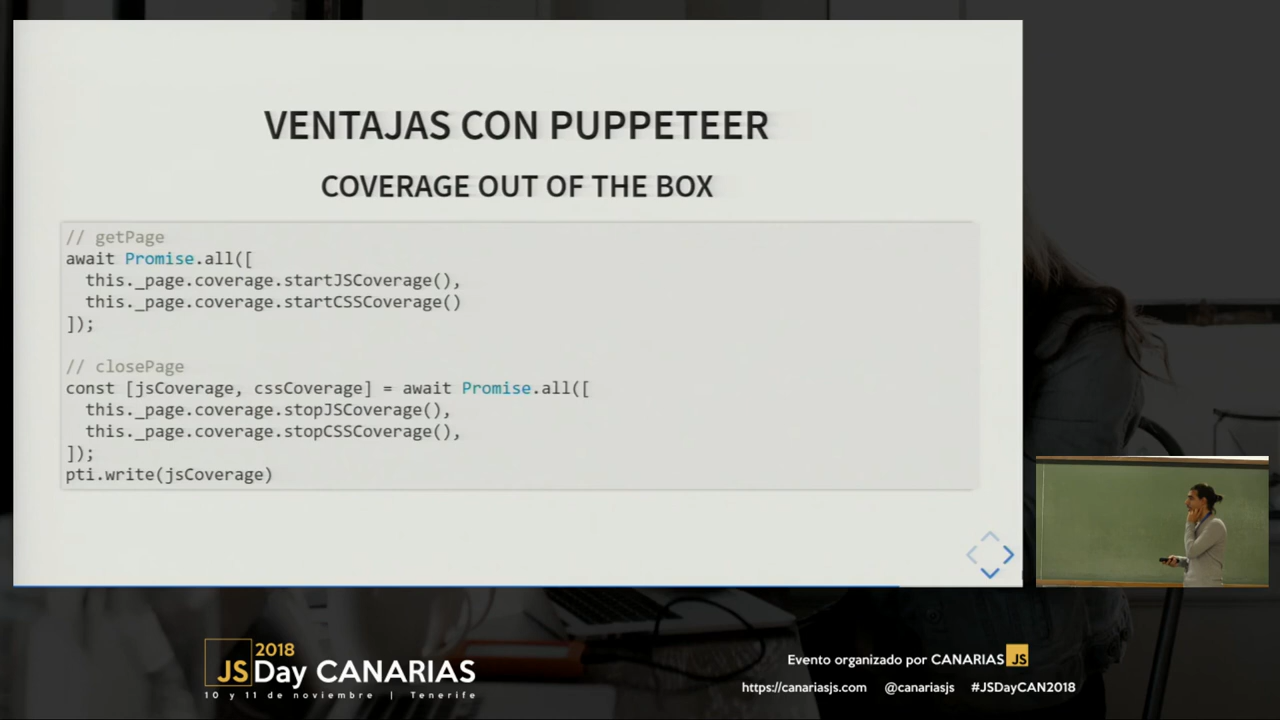 VENTAJAS CON PUPPETEER
COVERAGE OUT OF THE BOX
// getPage
await Promise.all([
  this._page.coverage.startJSCoverage(),
  this._page.coverage.startCSSCoverage()
]);
// closePage
const [jsCoverage, cssCoverage] = await Promise.all([
  this._page.coverage.stopJSCoverage(),
  this._page.coverage.stopCSSCoverage(),
]);
pti.write(jsCoverage)
2018
JSDay CANARIAS
10 y 11 de noviembre | Tenerife
Evento organizado por CANARIAS JS
https://canariasjs.com @canariasjs #JSDayCAN2018